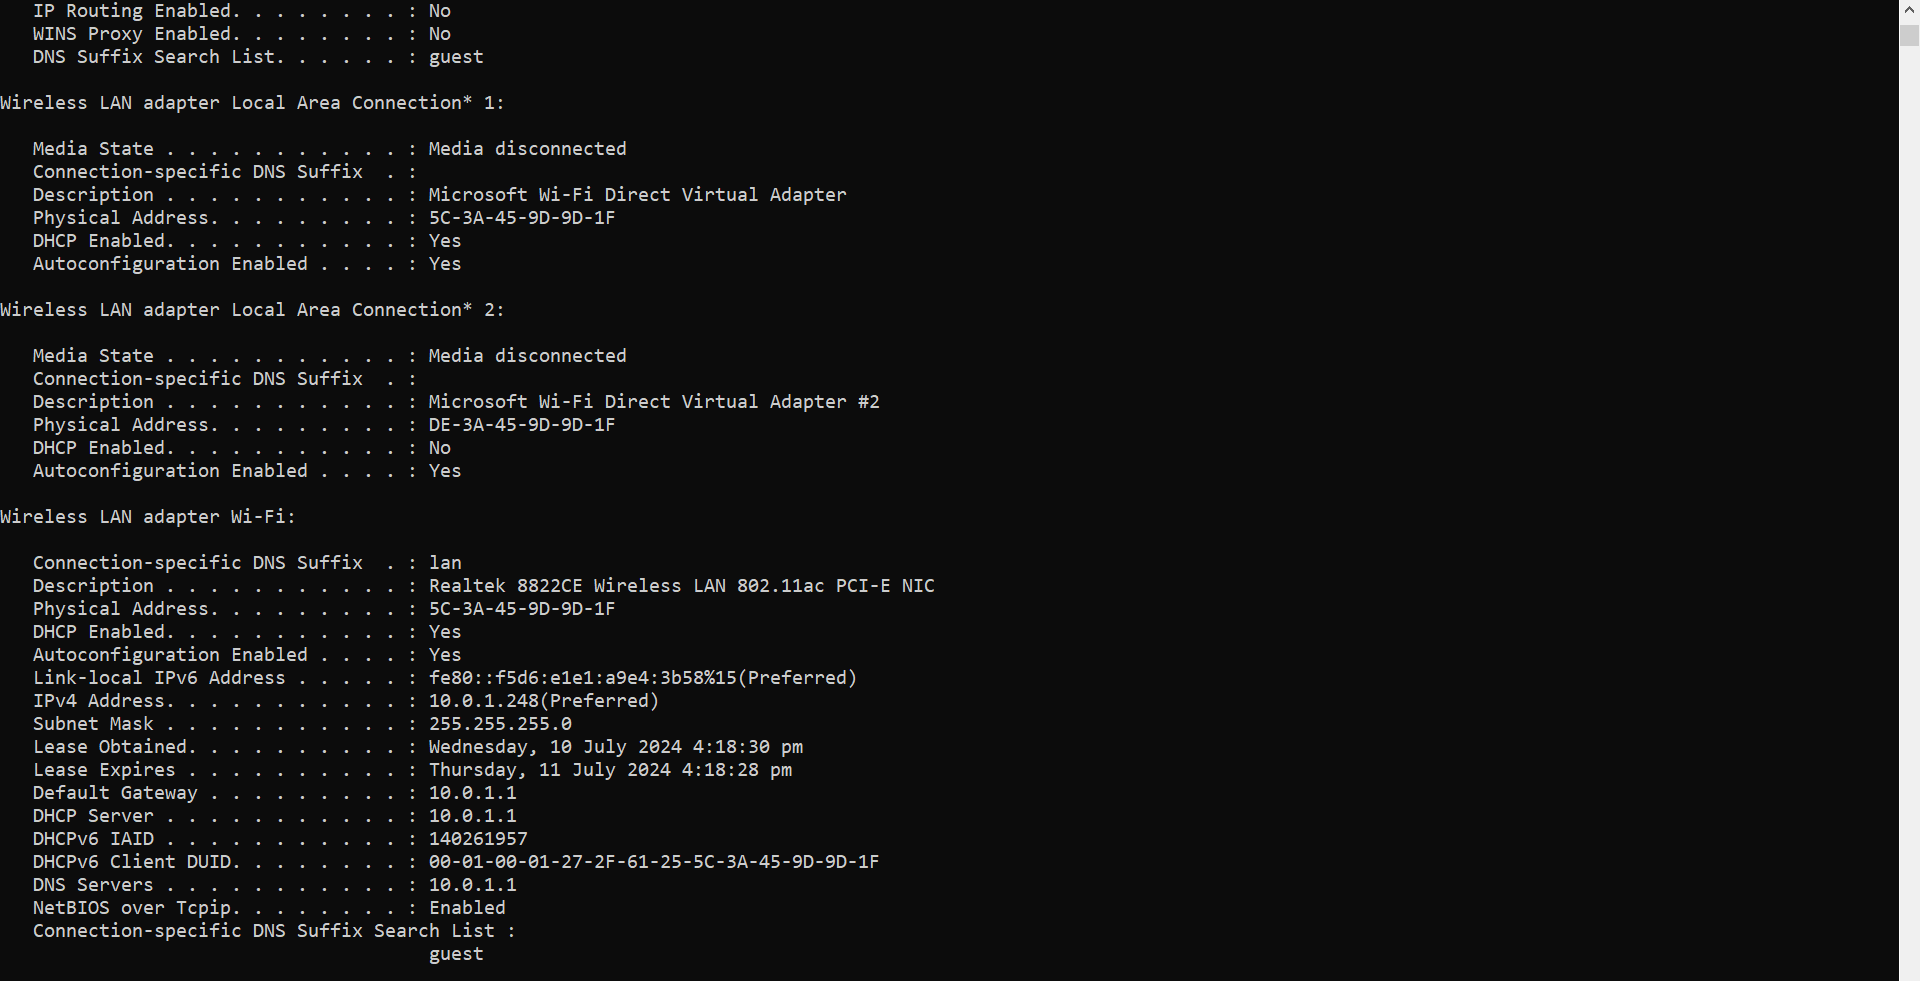 IP Routing Enabled. . . . . . . . : No
WINS Proxy Enabled. . . . . . . . : No
DNS Suffix Search List. . . . . . : guest
Wireless LAN adapter Local Area Connection* 1:
Media State . . . . . . . . . . . : Media disconnected
Connection-specific DNS Suffix  . :
Description . . . . . . . . . . . : Microsoft Wi-Fi Direct Virtual Adapter
Physical Address. . . . . . . . . : 5C-3A-45-9D-9D-1F
DHCP Enabled. . . . . . . . . . . : Yes
Autoconfiguration Enabled . . . . : Yes
Wireless LAN adapter Local Area Connection* 2:
Media State . . . . . . . . . . . : Media disconnected
Connection-specific DNS Suffix  . :
Description . . . . . . . . . . . : Microsoft Wi-Fi Direct Virtual Adapter #2
Physical Address. . . . . . . . . : DE-3A-45-9D-9D-1F
DHCP Enabled. . . . . . . . . . . : No
Autoconfiguration Enabled . . . . : Yes
Wireless LAN adapter Wi-Fi:
Connection-specific DNS Suffix  . : lan
Description . . . . . . . . . . . : Realtek 8822CE Wireless LAN 802.11ac PCI-E NIC
Physical Address. . . . . . . . . : 5C-3A-45-9D-9D-1F
DHCP Enabled. . . . . . . . . . . : Yes
Autoconfiguration Enabled . . . . : Yes
Link-local IPv6 Address . . . . . : fe80::f5d6:e1e1:a9e4:3b58%15(Preferred)
IPv4 Address. . . . . . . . . . . : 10.0.1.248(Preferred)
Subnet Mask . . . . . . . . . . . : 255.255.255.0
Lease Obtained. . . . . . . . . . : Wednesday, 10 July 2024 4:18:30 pm
Lease Expires . . . . . . . . . . : Thursday, 11 July 2024 4:18:28 pm
Default Gateway . . . . . . . . . : 10.0.1.1
DHCP Server . . . . . . . . . . . : 10.0.1.1
DHCPv6 IAID . . . . . . . . . . . : 140261957
DHCPv6 Client DUID. . . . . . . . : 00-01-00-01-27-2F-61-25-5C-3A-45-9D-9D-1F
DNS Servers . . . . . . . . . . . : 10.0.1.1
NetBIOS over Tcpip. . . . . . . . : Enabled
Connection-specific DNS Suffix Search List :
guest